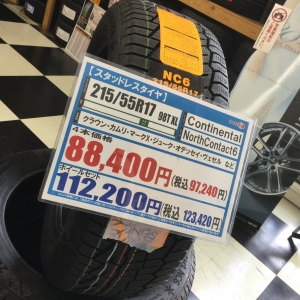 NC6
215/55R17
【スタッドレスタイヤ】
215/55R17 98T XL
Continental
NorthContact6
クラウン・カムリ・マークX・ジューク・オデッセイ・ヴェゼル など
4本価格
88,400円(税込 97,240円)
ホイールセット
112,200円(税込 123,420円)